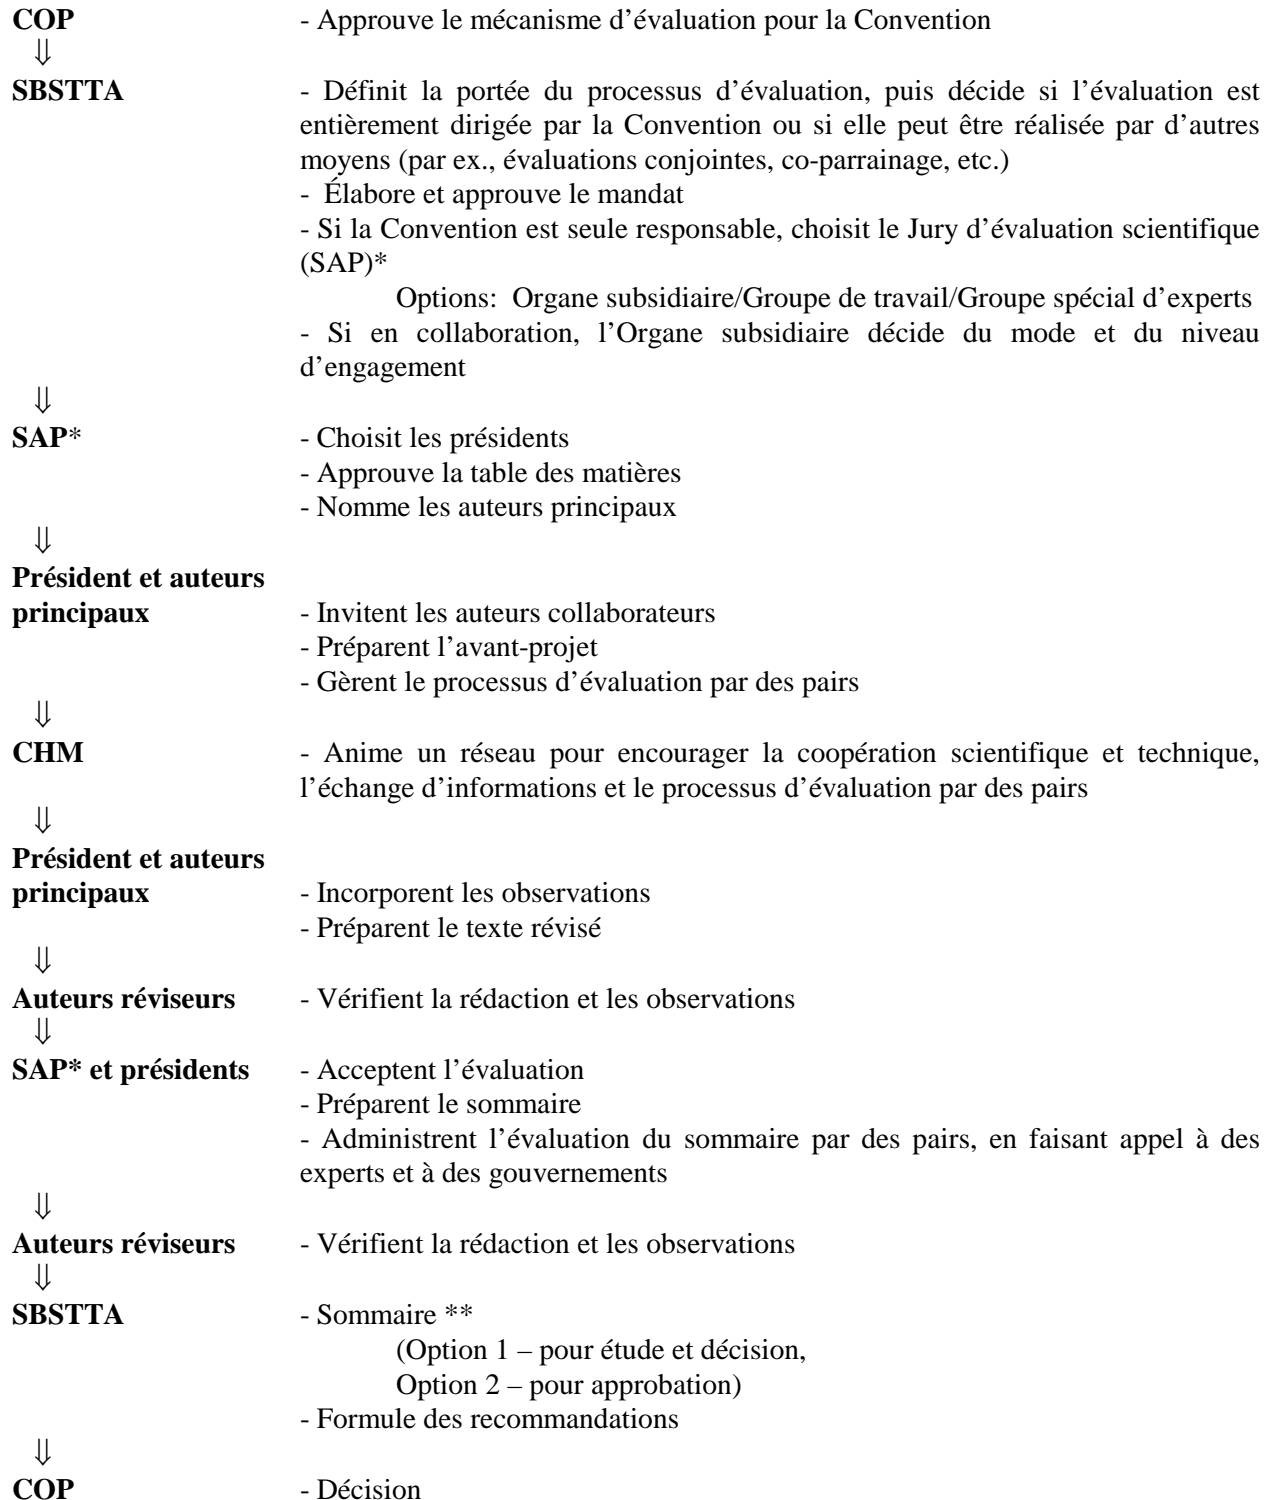 COP - Approuve le mécanisme d’évaluation pour la Convention
⇓
SBSTTA - Définit la portée du processus d’évaluation, puis décide si l’évaluation est
entièrement dirigée par la Convention ou si elle peut être réalisée par d’autres
moyens (par ex., évaluations conjointes, co-parrainage, etc.)
- Élabore et approuve le mandat
- Si la Convention est seule responsable, choisit le Jury d’évaluation scientifique
(SAP)*
Options: Organe subsidiaire/Groupe de travail/Groupe spécial d’experts
- Si en collaboration, l’Organe subsidiaire décide du mode et du niveau
d’engagement
⇓
SAP* - Choisit les présidents
- Approuve la table des matières
- Nomme les auteurs principaux
⇓
Président et auteurs
principaux - Invitent les auteurs collaborateurs
- Préparent l’avant-projet
- Gèrent le processus d’évaluation par des pairs
⇓
CHM - Anime un réseau pour encourager la coopération scientifique et technique,
l’échange d’informations et le processus d’évaluation par des pairs
⇓
Président et auteurs
principaux - Incorporent les observations
- Préparent le texte révisé
⇓
Auteurs réviseurs - Vérifient la rédaction et les observations
⇓
SAP* et présidents - Acceptent l’évaluation
- Préparent le sommaire
- Administrent l’évaluation du sommaire par des pairs, en faisant appel à des
experts et à des gouvernements
⇓
Auteurs réviseurs - Vérifient la rédaction et les observations
⇓
SBSTTA - Sommaire **
(Option 1 – pour étude et décision,
Option 2 – pour approbation)
- Formule des recommandations
⇓
COP - Décision